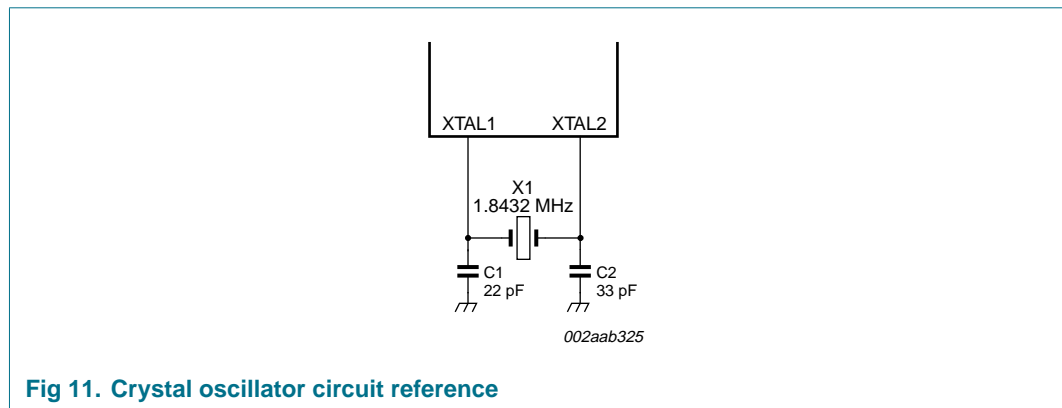 XTAL1 XTAL2
X1
1.8432 MHz
C1
22 pF
C2
33 pF
002aab325
Fig 11. Crystal oscillator circuit reference